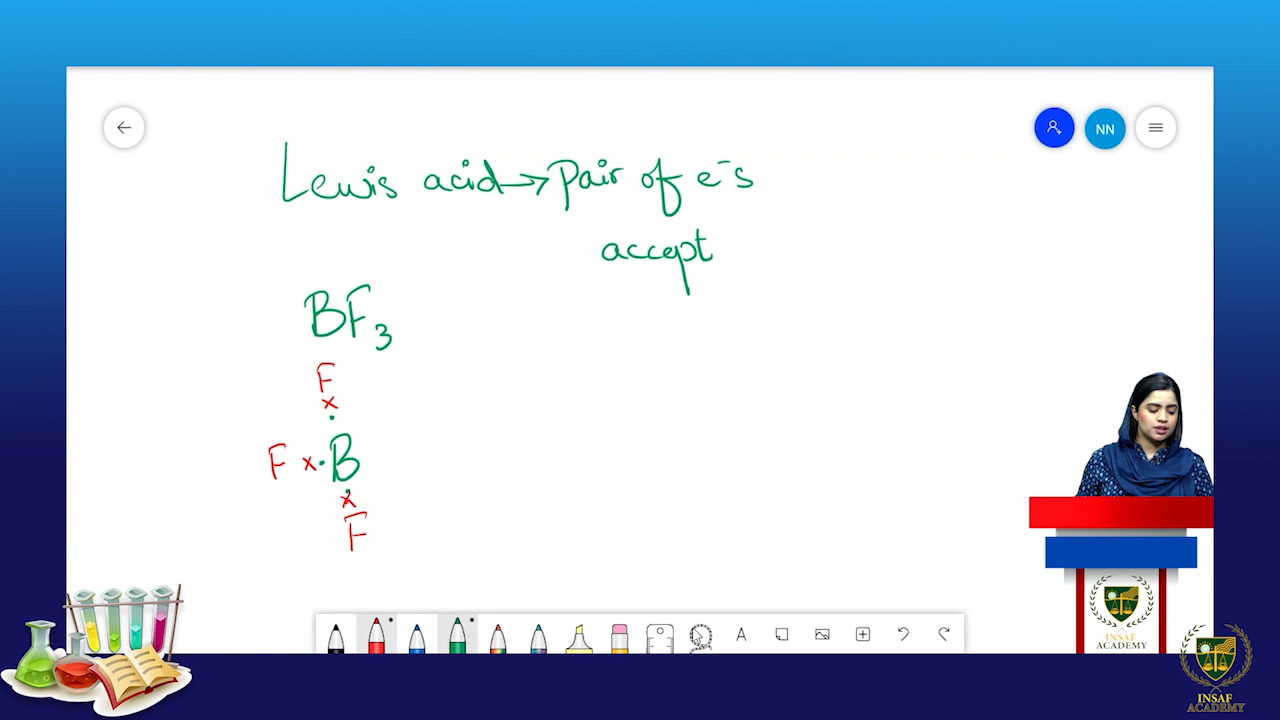 NN
Lewis acid → Pair of e⁻s
accept
BF₃
F
x
.
F x . B
.
x
F
A
INSAF
ACADEMY
INSAF
ACADEMY